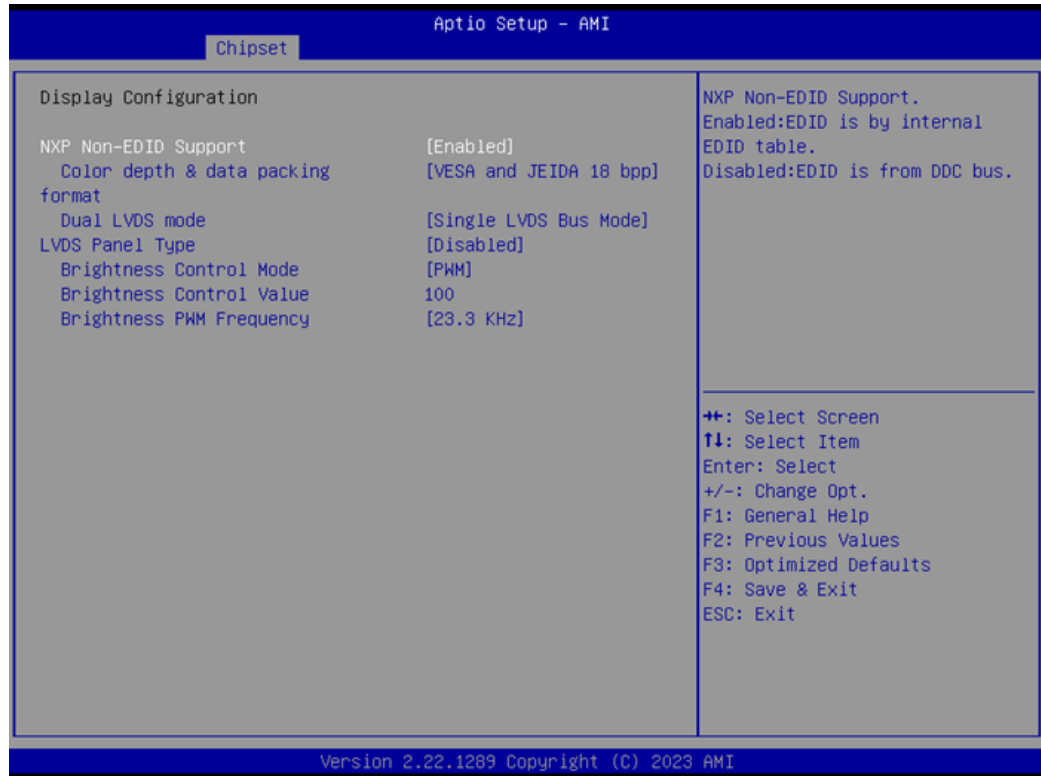 Aptio Setup – AMI
Chipset
Display Configuration
NXP Non-EDID Support [Enabled]
Color depth & data packing [VESA and JEIDA 18 bpp]
format
Dual LVDS mode [Single LVDS Bus Mode]
LVDS Panel Type [Disabled]
Brightness Control Mode [PWM]
Brightness Control Value 100
Brightness PWM Frequency [23.3 KHz]
NXP Non-EDID Support.
Enabled:EDID is by internal
EDID table.
Disabled:EDID is from DDC bus.
→←: Select Screen
↑↓: Select Item
Enter: Select
+/-: Change Opt.
F1: General Help
F2: Previous Values
F3: Optimized Defaults
F4: Save & Exit
ESC: Exit
Version 2.22.1289 Copyright (C) 2023 AMI